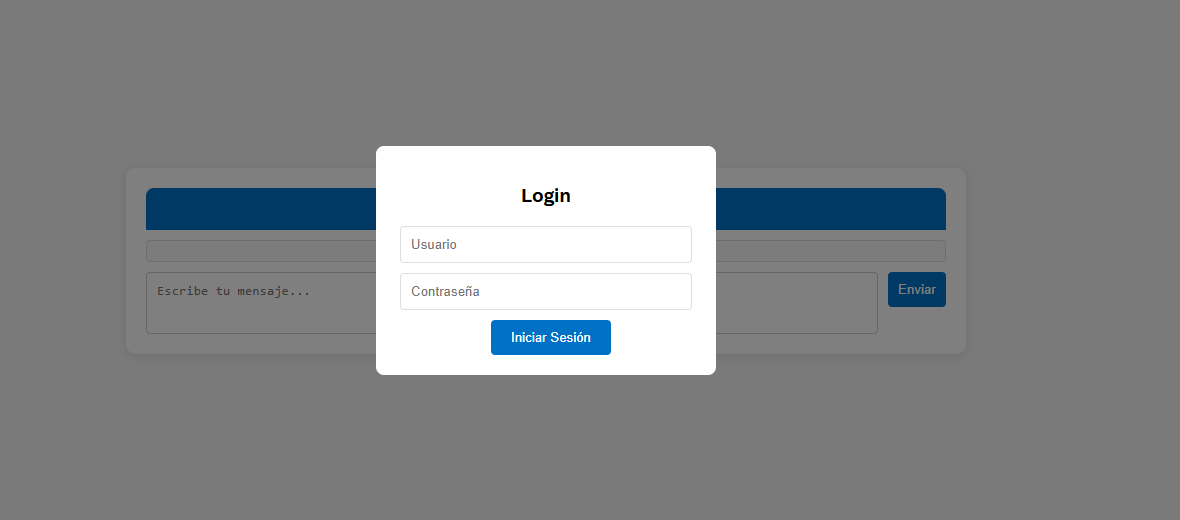 Login
Usuario
Contraseña
Iniciar Sesión
Escribe tu mensaje...
Enviar